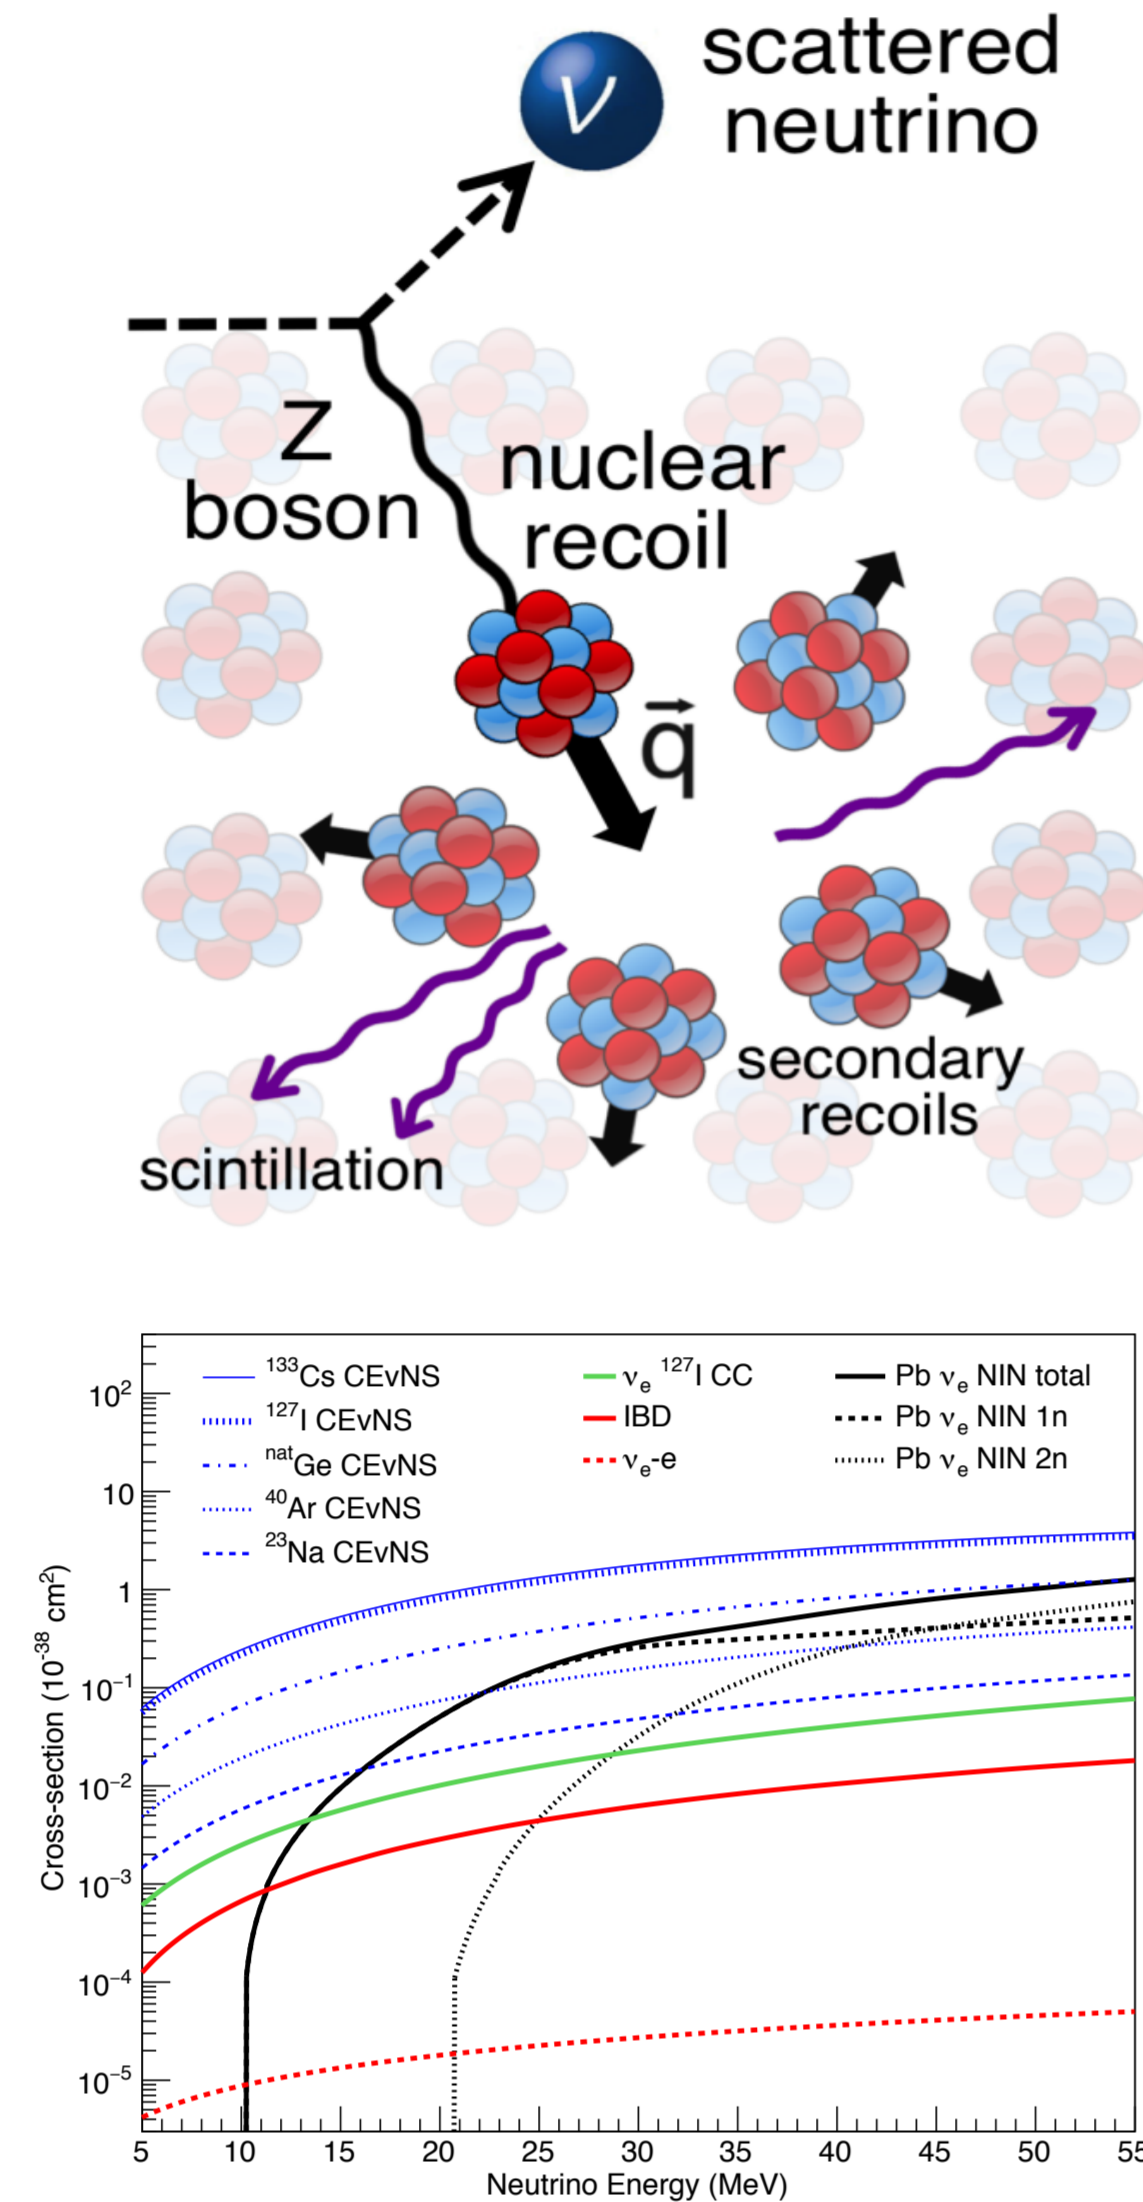 ν
scattered
neutrino
Z
boson
nuclear
recoil
q⃗
secondary
recoils
scintillation
¹³³Cs CEvNS
¹²⁷I CEvNS
ⁿᵃᵗGe CEvNS
⁴⁰Ar CEvNS
²³Na CEvNS
νₑ ¹²⁷I CC
IBD
νₑ-e
Pb νₑ NIN total
Pb νₑ NIN 1n
Pb νₑ NIN 2n
Cross-section (10⁻³⁸ cm²)
10²
10
1
10⁻¹
10⁻²
10⁻³
10⁻⁴
10⁻⁵
5 10 15 20 25 30 35 40 45 50 55
Neutrino Energy (MeV)